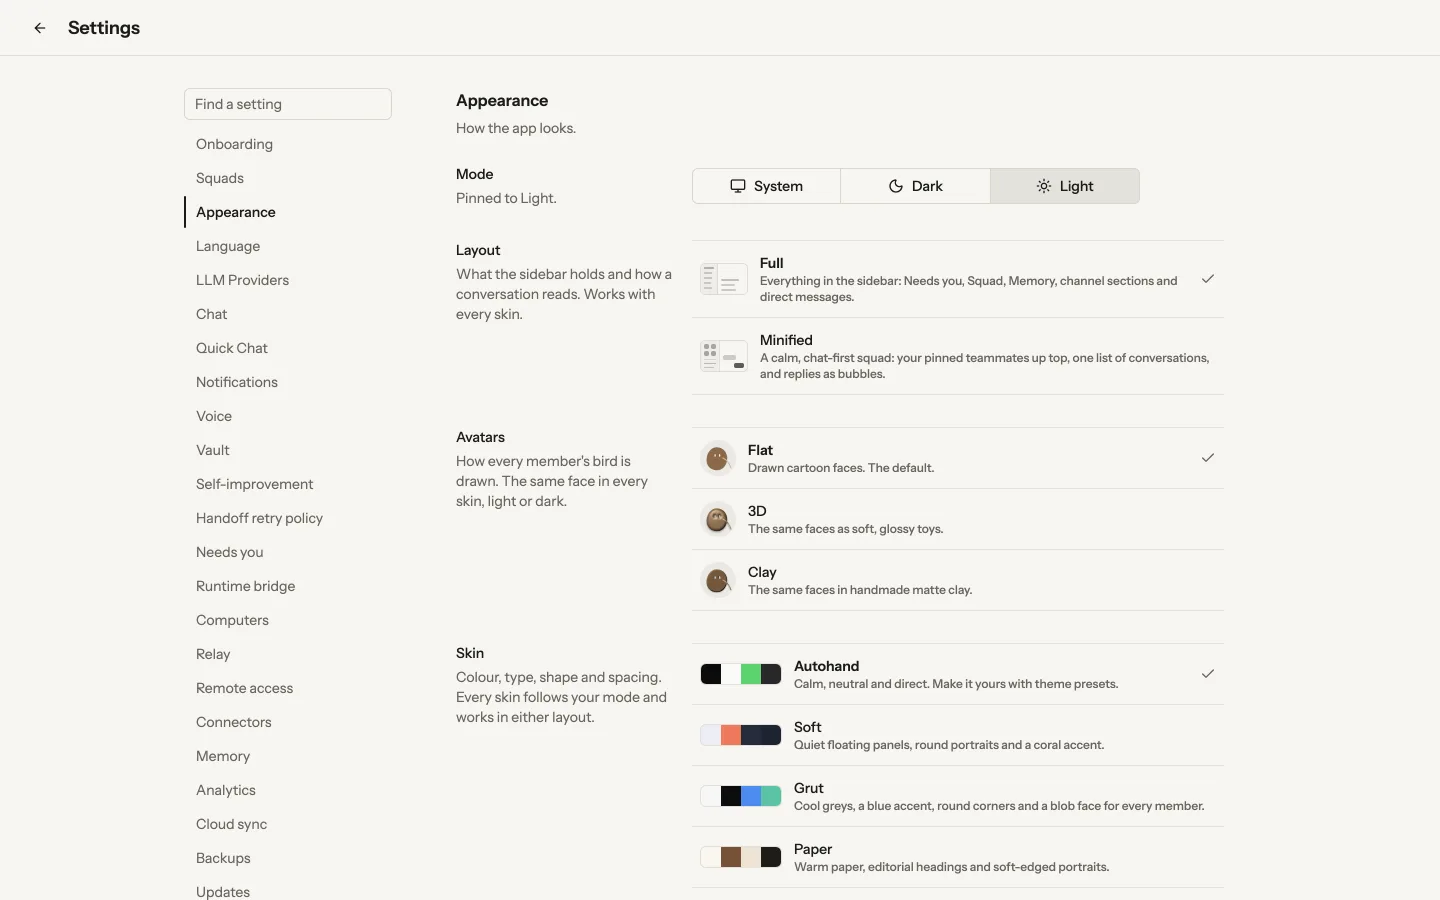 Settings
Find a setting
Onboarding
Squads
Appearance
Language
LLM Providers
Chat
Quick Chat
Notifications
Voice
Vault
Self-improvement
Handoff retry policy
Needs you
Runtime bridge
Computers
Relay
Remote access
Connectors
Memory
Analytics
Cloud sync
Backups
Updates
Appearance
How the app looks.
Mode
Pinned to Light.
System
Dark
Light
Layout
What the sidebar holds and how a
conversation reads. Works with
every skin.
Full
Everything in the sidebar: Needs you, Squad, Memory, channel sections and
direct messages.
Minified
A calm, chat-first squad: your pinned teammates up top, one list of conversations,
and replies as bubbles.
Avatars
How every member's bird is
drawn. The same face in every
skin, light or dark.
Flat
Drawn cartoon faces. The default.
3D
The same faces as soft, glossy toys.
Clay
The same faces in handmade matte clay.
Skin
Colour, type, shape and spacing.
Every skin follows your mode and
works in either layout.
Autohand
Calm, neutral and direct. Make it yours with theme presets.
Soft
Quiet floating panels, round portraits and a coral accent.
Grut
Cool greys, a blue accent, round corners and a blob face for every member.
Paper
Warm paper, editorial headings and soft-edged portraits.